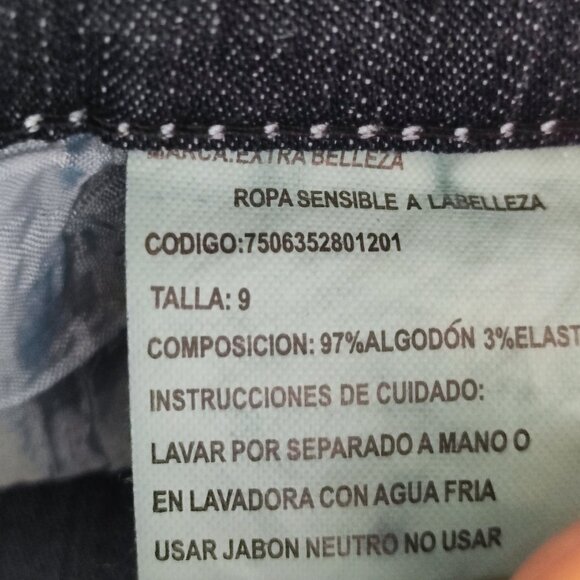 MARCA:EXTRA BELLEZA
ROPA SENSIBLE A LABELLEZA
CODIGO:7506352801201
TALLA: 9
COMPOSICION: 97%ALGODÓN 3%ELAST
INSTRUCCIONES DE CUIDADO:
LAVAR POR SEPARADO A MANO O
EN LAVADORA CON AGUA FRIA
USAR JABON NEUTRO NO USAR